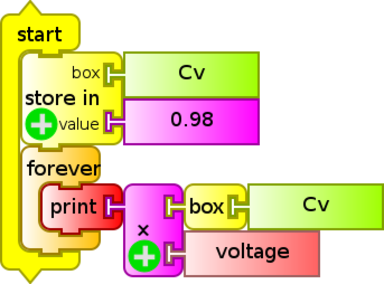 start
box Cv
store in
value 0.98
forever
print × box Cv
voltage